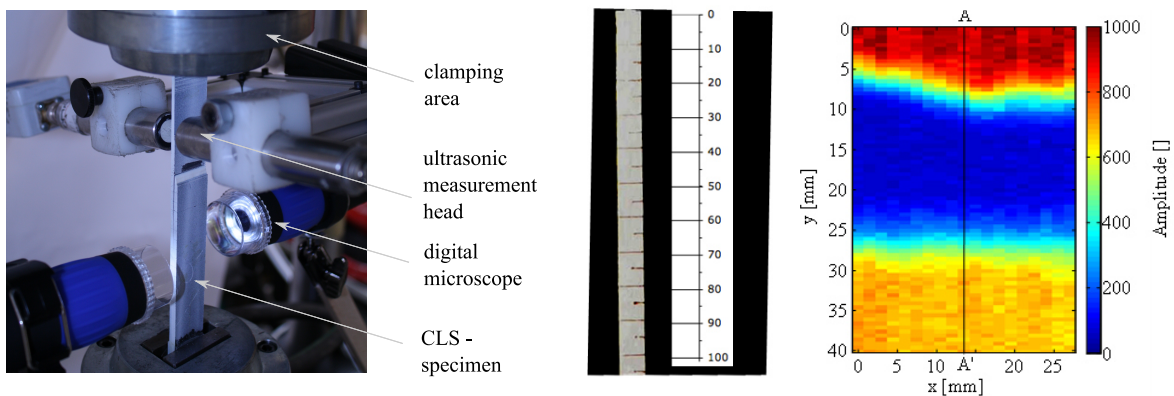 clamping
area
ultrasonic
measurement
head
digital
microscope
CLS -
specimen
0
10
20
30
40
50
60
70
80
90
100
A
0
5
10
15
20
25
30
35
40
y [mm]
0
5
10
15
20
25
A'
x [mm]
1000
800
600
400
200
0
Amplitude []